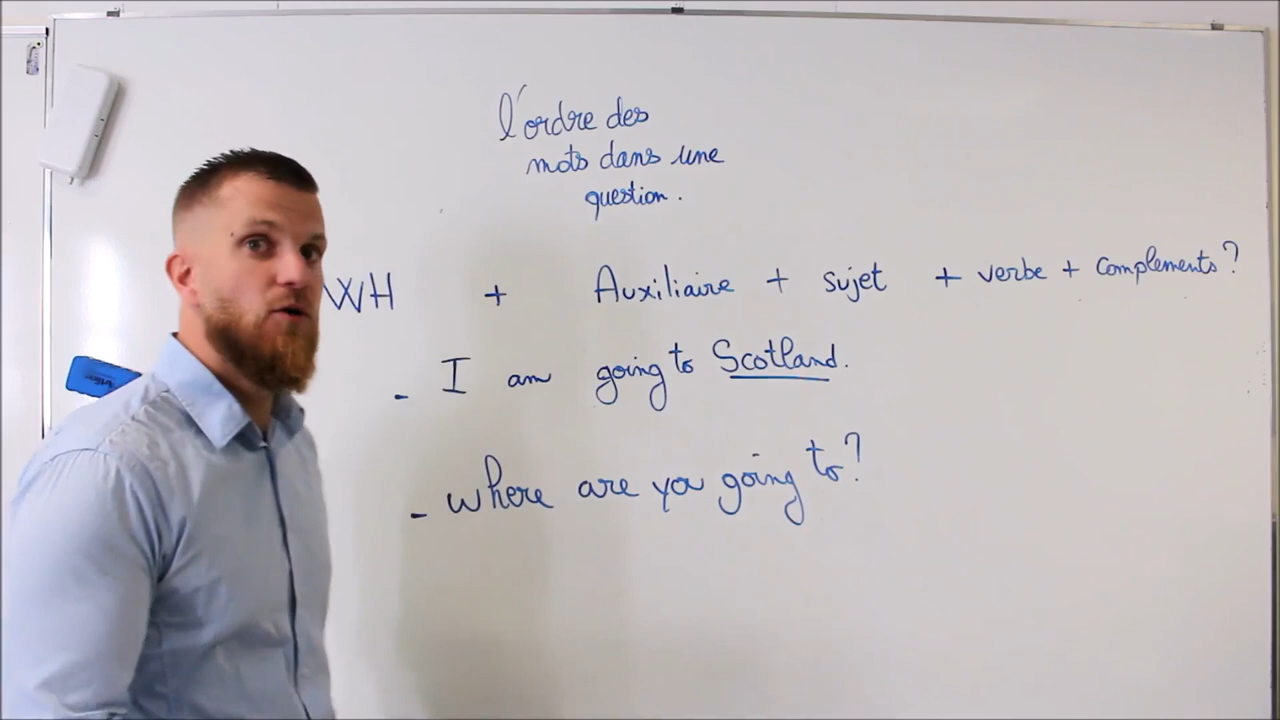 l'ordre des
mots dans une
question.
WH + Auxiliaire + sujet + verbe + complements?
- I am going to Scotland.
- where are you going to?